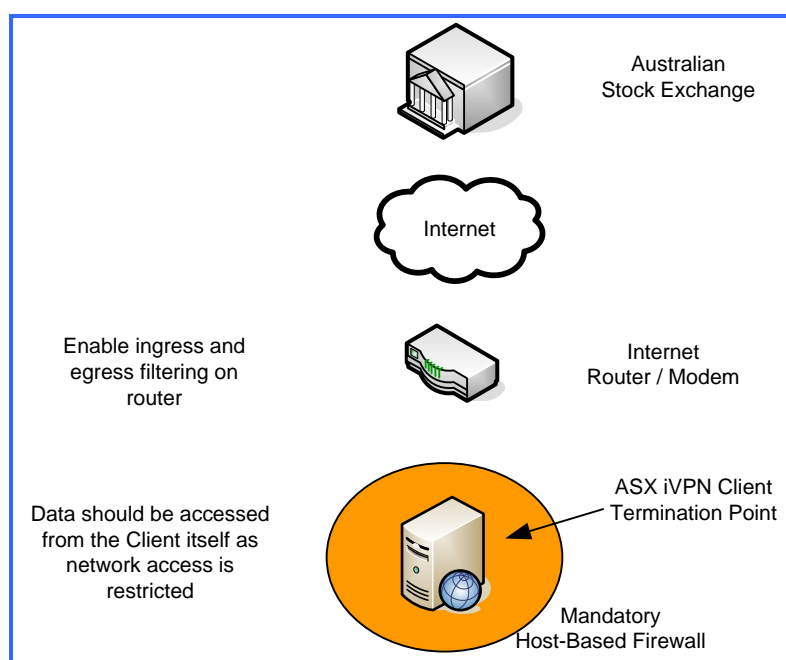 Australian
Stock Exchange
Internet
Enable ingress and
egress filtering on
router
Internet
Router / Modem
Data should be accessed
from the Client itself as
network access is
restricted
ASX iVPN Client
Termination Point
Mandatory
Host-Based Firewall